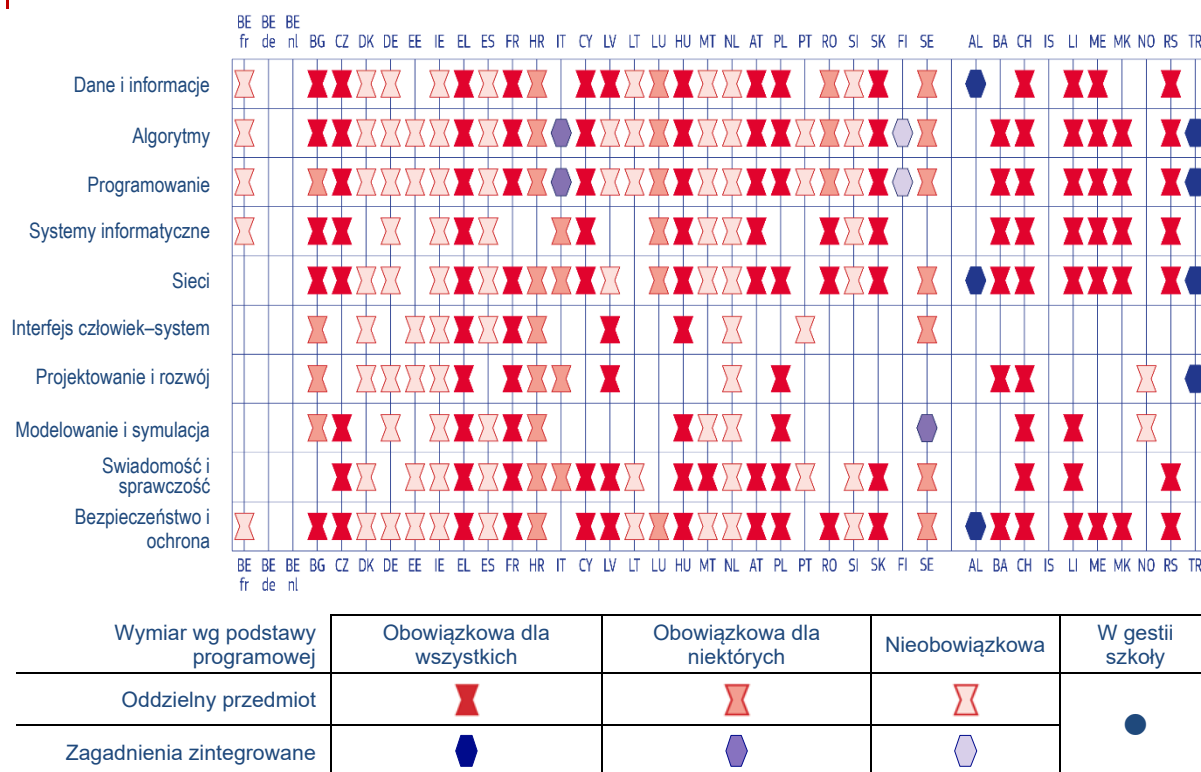 BE BE BE
fr de nl BG CZ DK DE EE IE EL ES FR HR IT CY LV LT LU HU MT NL AT PL PT RO SI SK FI SE AL BA CH IS LI ME MK NO RS TR
Dane i informacje
Algorytmy
Programowanie
Systemy informatyczne
Sieci
Interfejs człowiek–system
Projektowanie i rozwój
Modelowanie i symulacja
Swiadomość i
sprawczość
Bezpieczeństwo i
ochrona
BE BE BE BG CZ DK DE EE IE EL ES FR HR IT CY LV LT LU HU MT NL AT PL PT RO SI SK FI SE AL BA CH IS LI ME MK NO RS TR
fr de nl
Wymiar wg podstawy programowej
Obowiązkowa dla wszystkich
Obowiązkowa dla niektórych
Nieobowiązkowa
W gestii szkoły
Oddzielny przedmiot
Zagadnienia zintegrowane